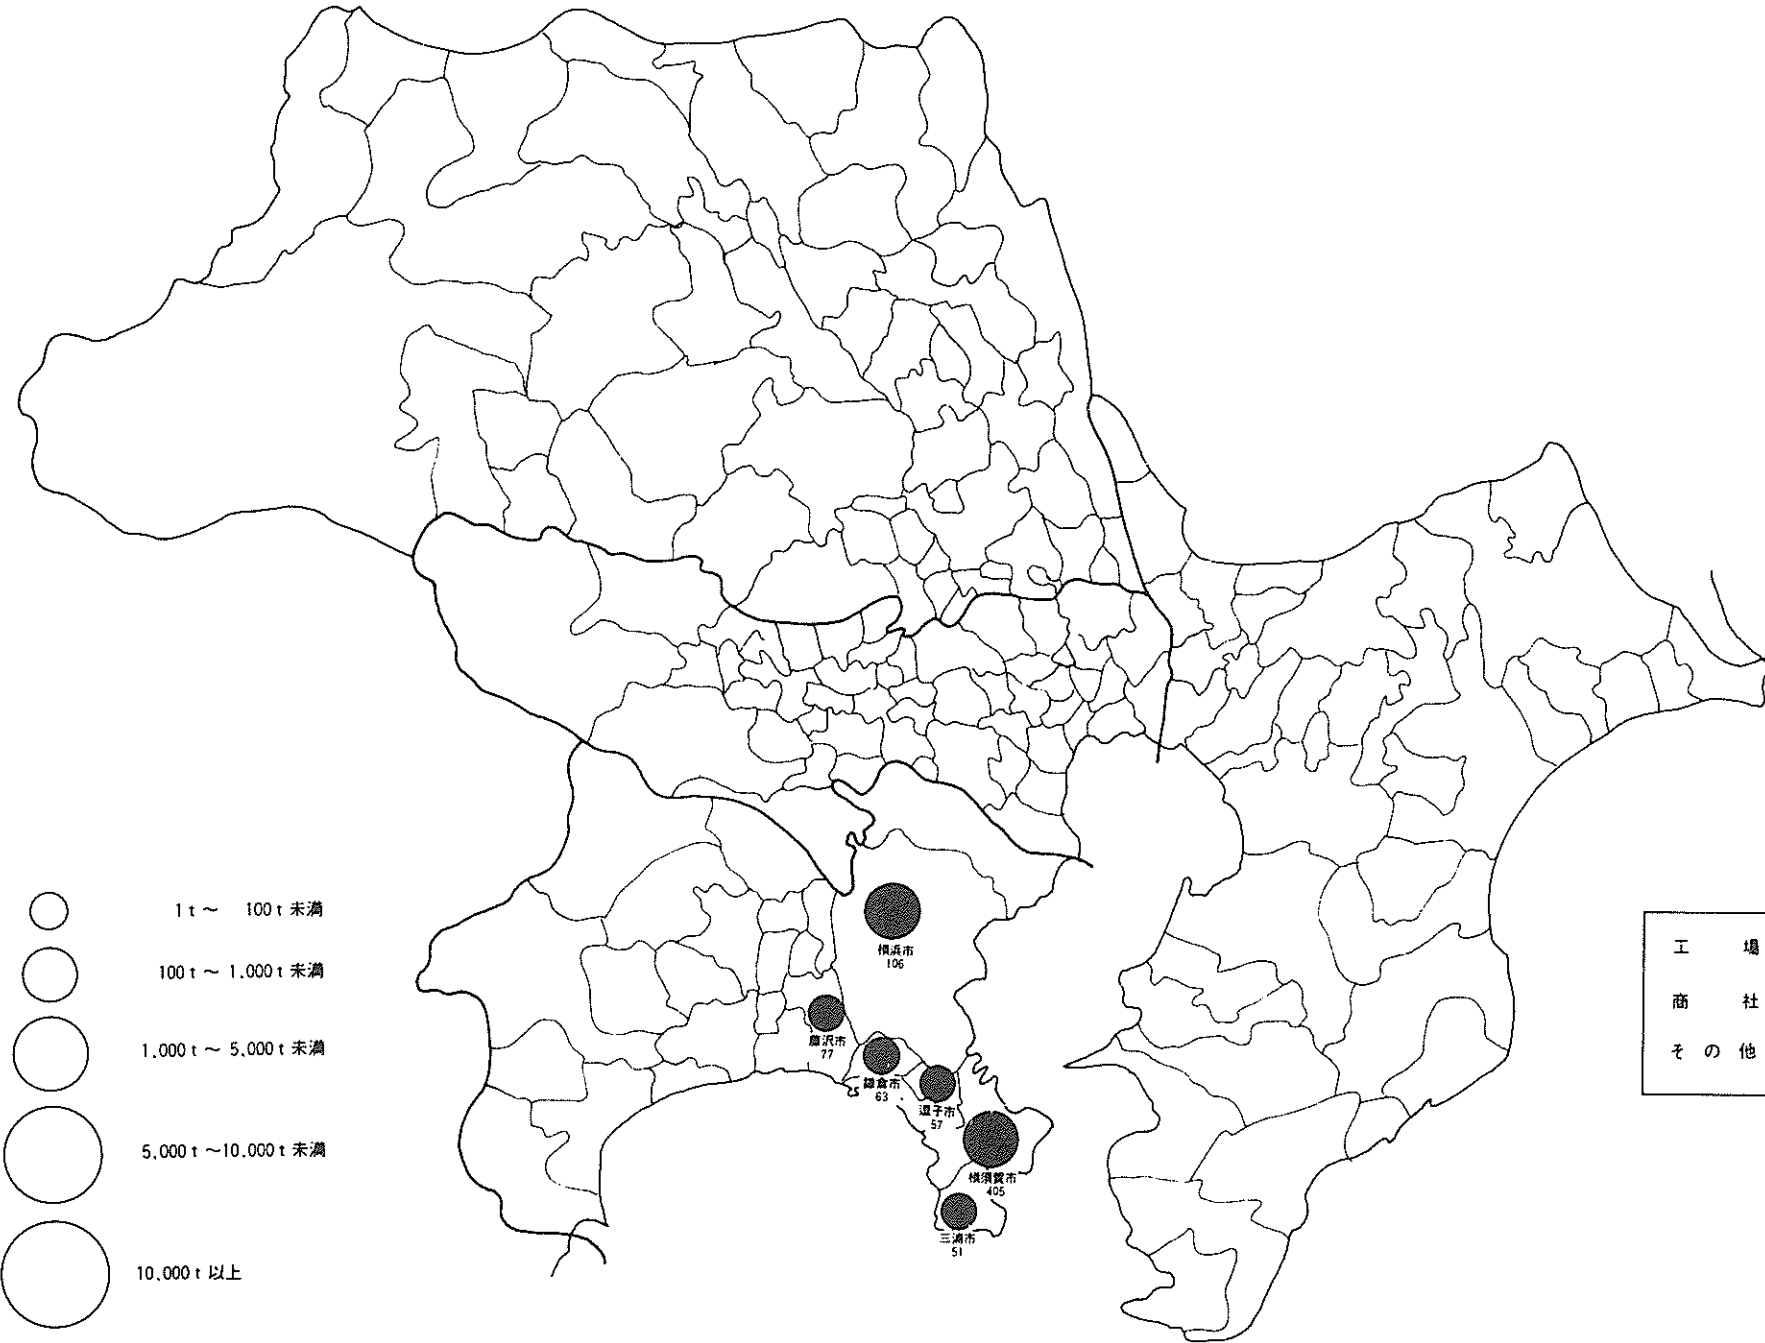 1t～ 100t未満
100t～1,000t未満
1,000t～5,000t未満
5,000t～10,000t未満
10,000t以上
横浜市
106
藤沢市
77
鎌倉市
63
逗子市
57
横須賀市
405
三浦市
51
工 場
商 社
そ の 他